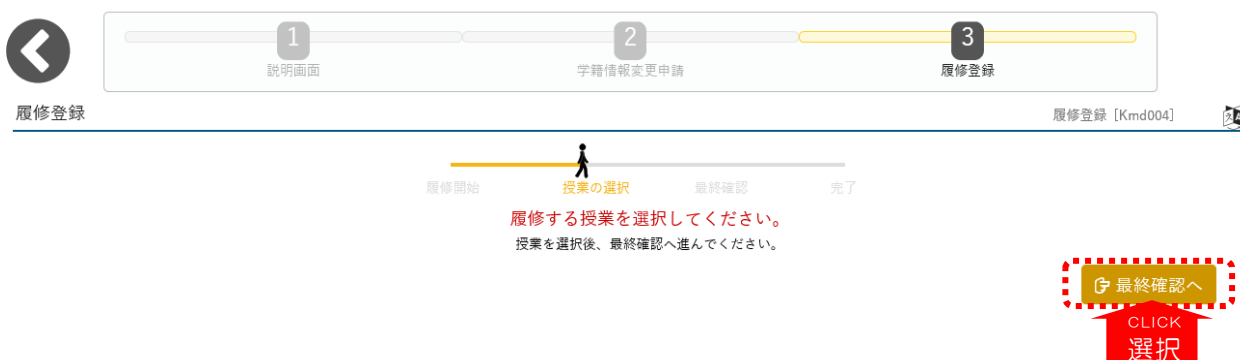 1
説明画面
2
学籍情報変更申請
3
履修登録
履修登録
履修登録 [Kmd004]
履修開始
授業の選択
最終確認
完了
履修する授業を選択してください。
授業を選択後、最終確認へ進んでください。
最終確認へ
CLICK
選択